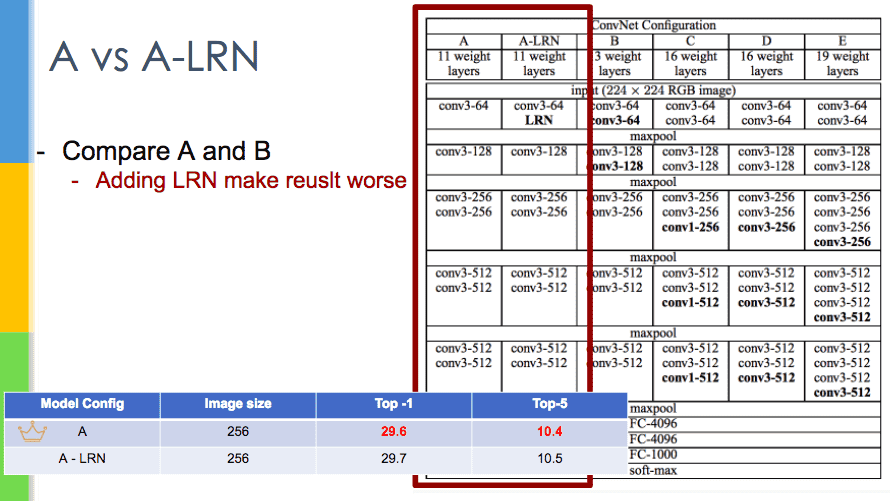 A vs A-LRN
- Compare A and B
- Adding LRN make reuslt worse
ConvNet Configuration
A A-LRN B C D E
11 weight 11 weight 3 weight 16 weight 16 weight 19 weight
layers layers layers layers layers layers
input (224 × 224 RGB image)
conv3-64 conv3-64 conv3-64 conv3-64 conv3-64 conv3-64
LRN conv3-64 conv3-64 conv3-64 conv3-64
maxpool
conv3-128 conv3-128 conv3-128 conv3-128 conv3-128 conv3-128
conv3-128 conv3-128 conv3-128 conv3-128
maxpool
conv3-256 conv3-256 conv3-256 conv3-256 conv3-256 conv3-256
conv3-256 conv3-256 conv3-256 conv3-256 conv3-256 conv3-256
conv1-256 conv3-256 conv3-256
conv3-256
maxpool
conv3-512 conv3-512 conv3-512 conv3-512 conv3-512 conv3-512
conv3-512 conv3-512 conv3-512 conv3-512 conv3-512 conv3-512
conv1-512 conv3-512 conv3-512
conv3-512
maxpool
conv3-512 conv3-512 conv3-512 conv3-512 conv3-512 conv3-512
conv3-512 conv3-512 conv3-512 conv3-512 conv3-512 conv3-512
conv1-512 conv3-512 conv3-512
conv3-512
maxpool
FC-4096
FC-4096
FC-1000
soft-max
Model Config Image size Top -1 Top-5
A 256 29.6 10.4
A - LRN 256 29.7 10.5